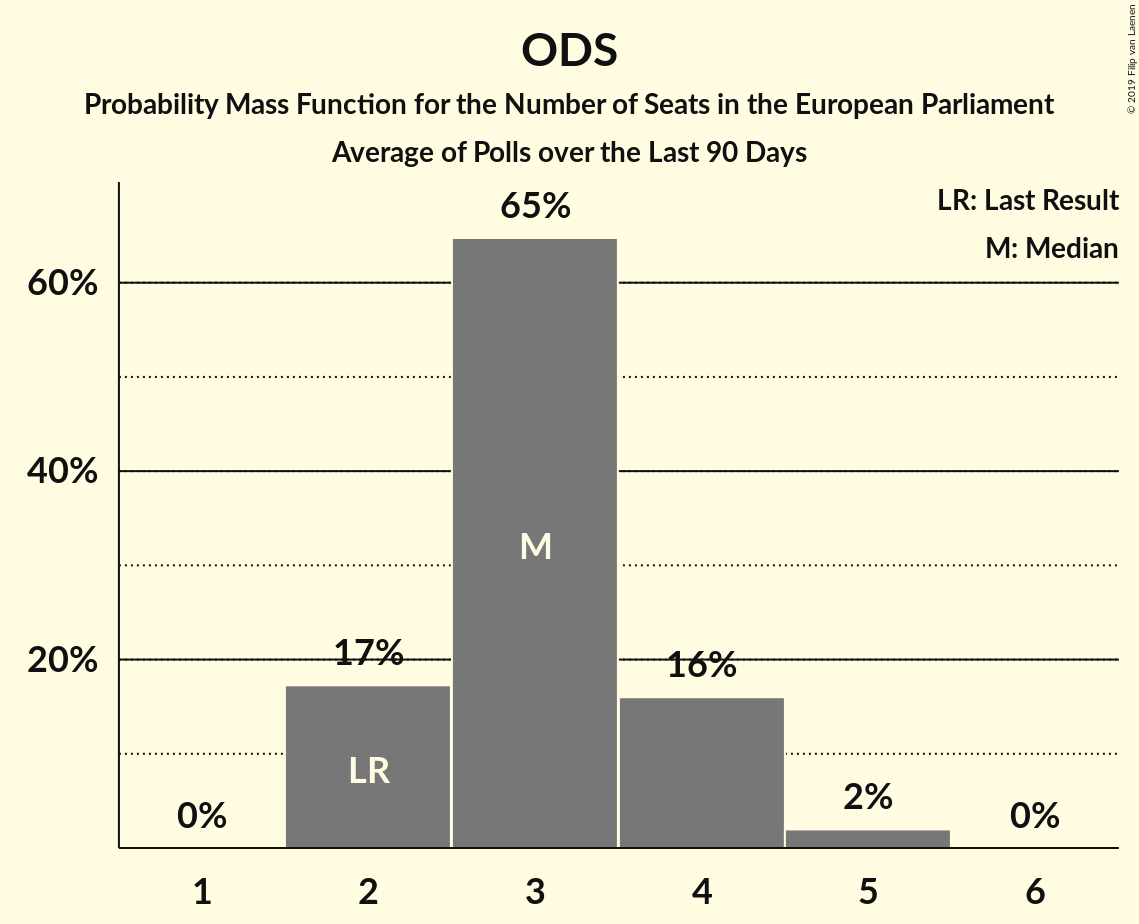 ODS
Probability Mass Function for the Number of Seats in the European Parliament
Average of Polls over the Last 90 Days
© 2019 Filip van Laenen
LR: Last Result
M: Median
60%
40%
20%
0%
17%
65%
16%
2%
0%
LR
M
1
2
3
4
5
6